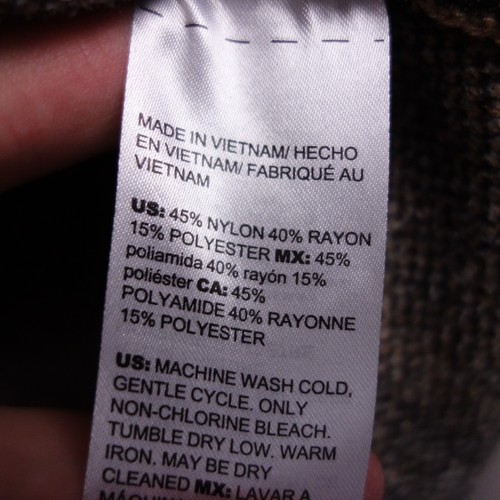 MADE IN VIETNAM/ HECHO
EN VIETNAM/ FABRIQUÉ AU
VIETNAM
US: 45% NYLON 40% RAYON
15% POLYESTER MX: 45%
poliamida 40% rayón 15%
poliéster CA: 45%
POLYAMIDE 40% RAYONNE
15% POLYESTER
US: MACHINE WASH COLD,
GENTLE CYCLE. ONLY
NON-CHLORINE BLEACH.
TUMBLE DRY LOW. WARM
IRON. MAY BE DRY
CLEANED MX: LAVAR A